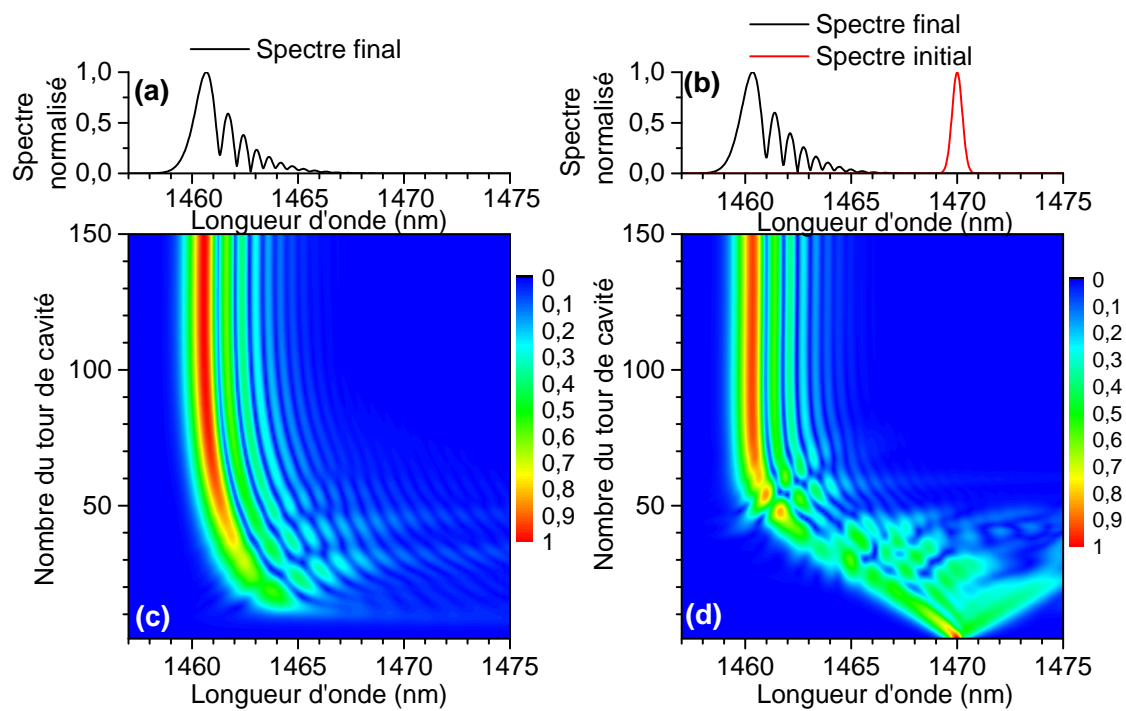 Spectre final
Spectre final
Spectre initial
(a)
1,0
0,5
0,0
Spectre
normalisé
1460 1465 1470 1475
Longueur d'onde (nm)
(b)
1,0
0,5
0,0
Spectre
normalisé
1460 1465 1470 1475
Longueur d'onde (nm)
150
100
50
Nombre du tour de cavité
(c)
1460 1465 1470 1475
Longueur d'onde (nm)
0
0,1
0,2
0,3
0,4
0,5
0,6
0,7
0,8
0,9
1
150
100
50
Nombre du tour de cavité
(d)
1460 1465 1470 1475
Longueur d'onde (nm)
0
0,1
0,2
0,3
0,4
0,5
0,6
0,7
0,8
0,9
1